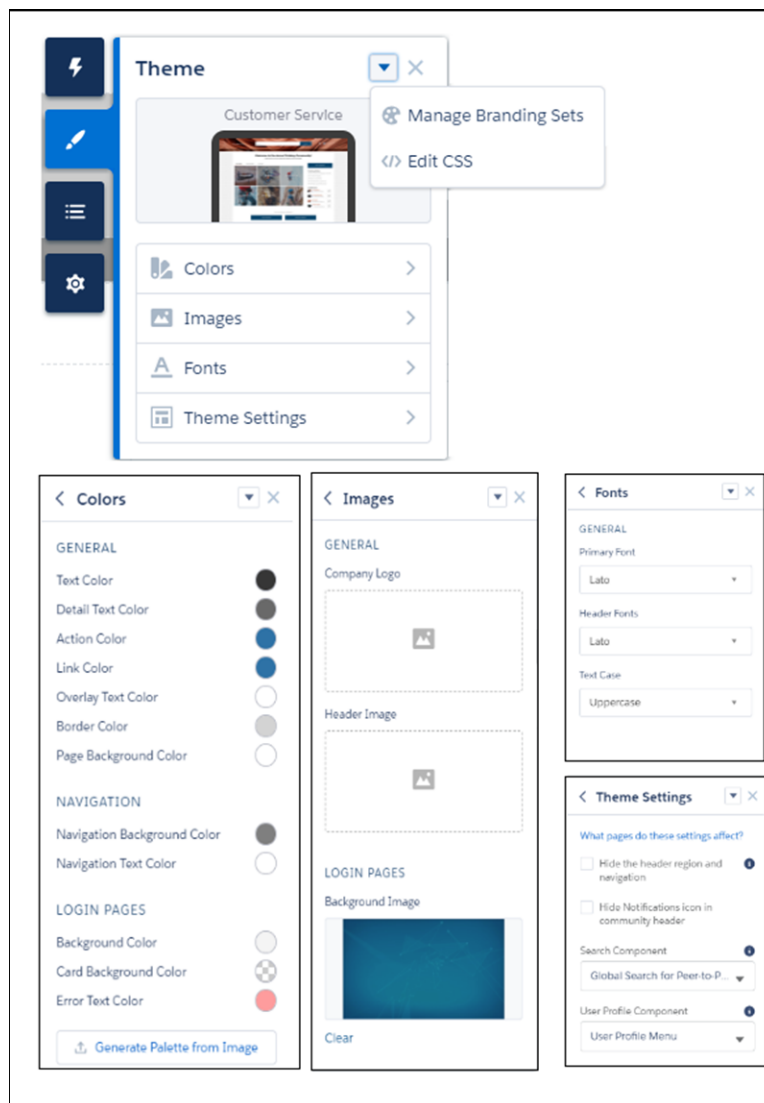 Theme
Customer Service
Manage Branding Sets
Edit CSS
Colors
Images
Fonts
Theme Settings
Colors
GENERAL
Text Color
Detail Text Color
Action Color
Link Color
Overlay Text Color
Border Color
Page Background Color
NAVIGATION
Navigation Background Color
Navigation Text Color
LOGIN PAGES
Background Color
Card Background Color
Error Text Color
Generate Palette from Image
Images
GENERAL
Company Logo
Header Image
LOGIN PAGES
Background Image
Clear
Fonts
GENERAL
Primary Font
Lato
Header Fonts
Lato
Text Case
Uppercase
Theme Settings
What pages do these settings affect?
Hide the header region and
navigation
Hide Notifications icon in
community header
Search Component
Global Search for Peer-to-P...
User Profile Component
User Profile Menu